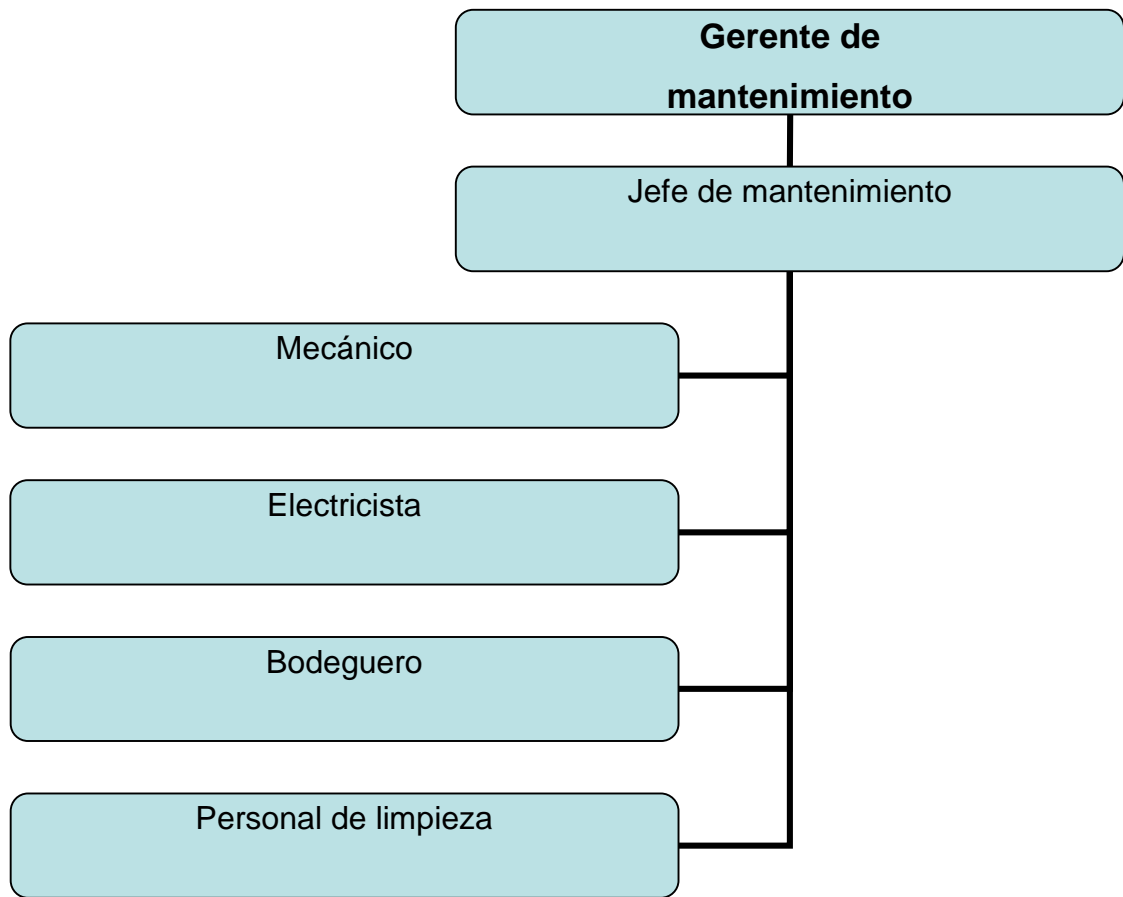 Gerente de
mantenimiento
Jefe de mantenimiento
Mecánico
Electricista
Bodeguero
Personal de limpieza